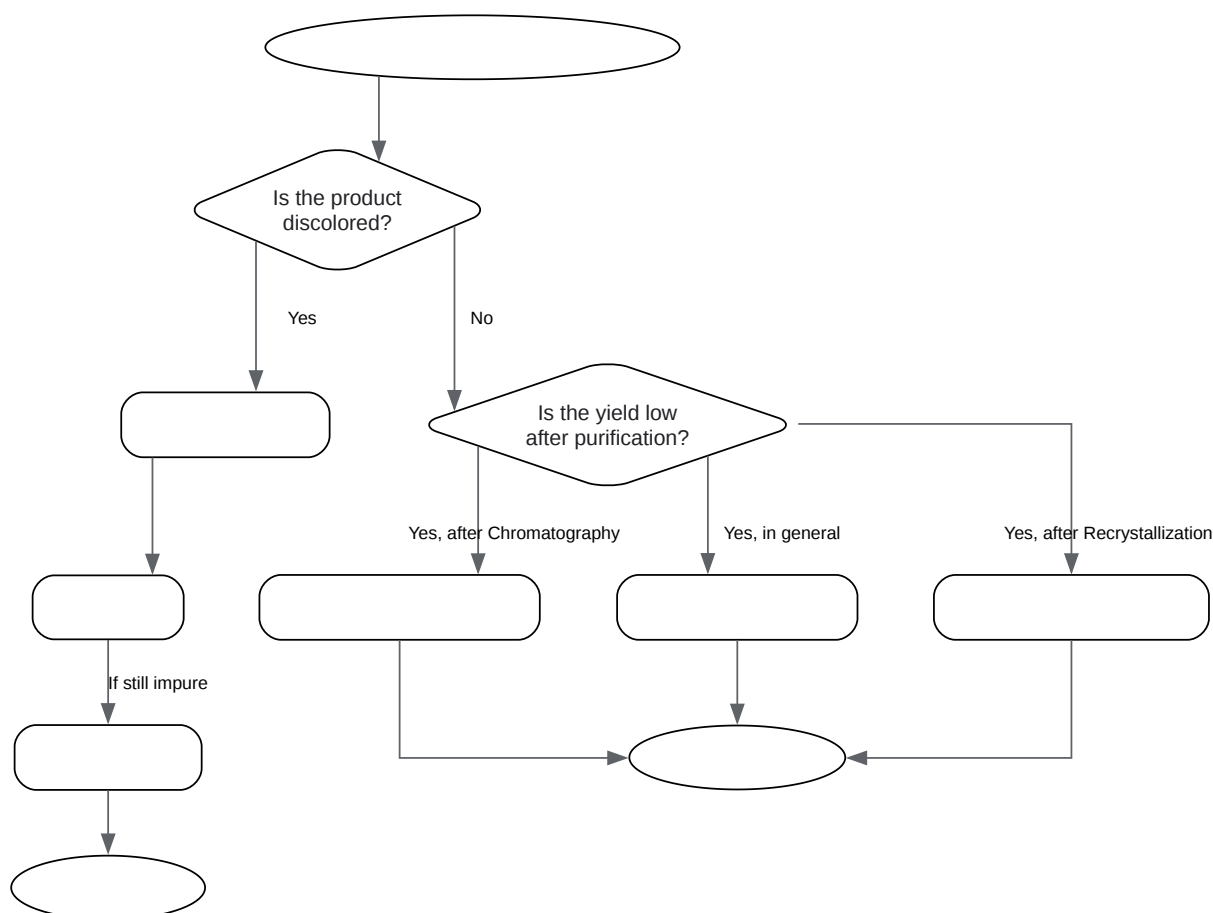 Is the product
discolored?
Yes
No
Is the yield low
after purification?
Yes, after Chromatography
Yes, in general
Yes, after Recrystallization
If still impure